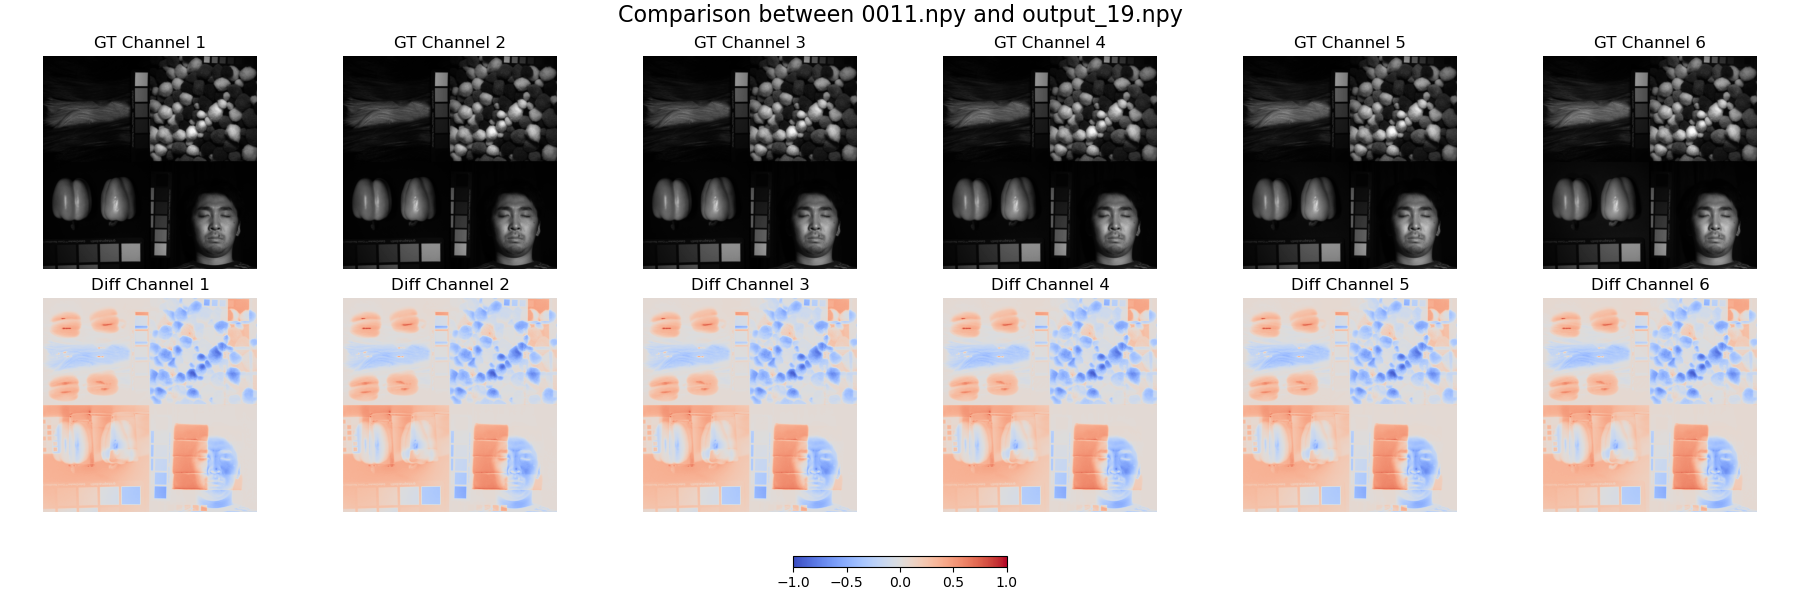 Comparison between 0011.npy and output_19.npy
GT Channel 1
GT Channel 2
GT Channel 3
GT Channel 4
GT Channel 5
GT Channel 6
Diff Channel 1
Diff Channel 2
Diff Channel 3
Diff Channel 4
Diff Channel 5
Diff Channel 6
−1.0 −0.5 0.0 0.5 1.0